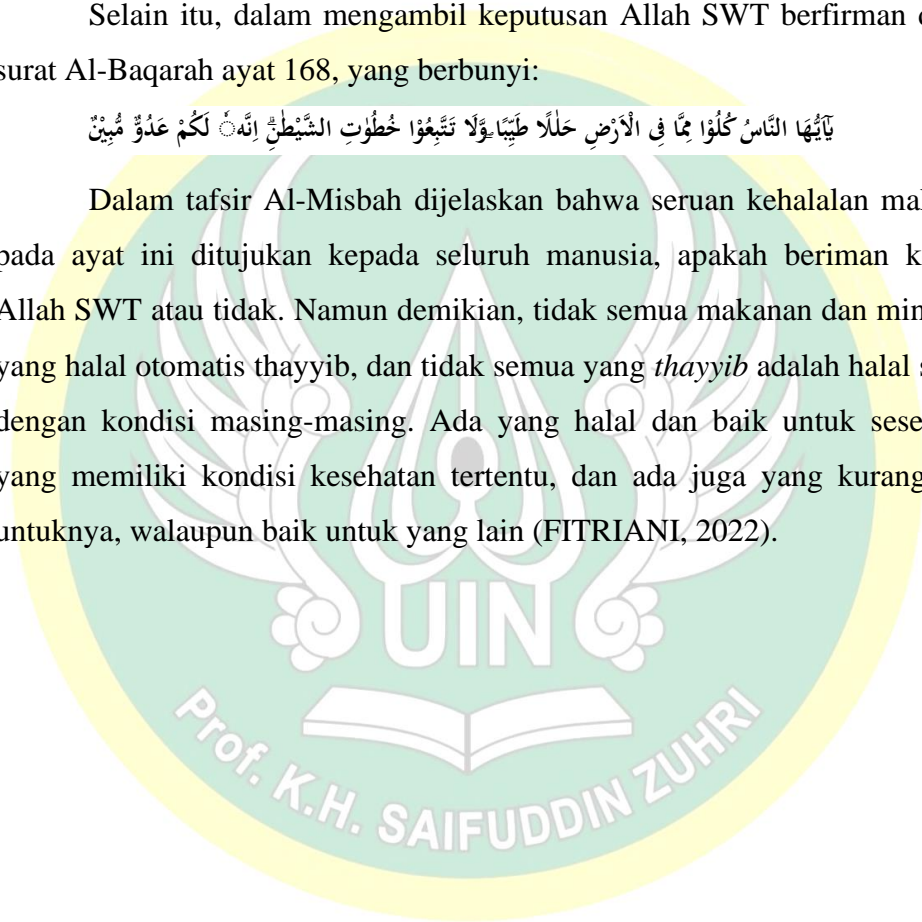 Selain itu, dalam mengambil keputusan Allah SWT berfirman
surat Al-Baqarah ayat 168, yang berbunyi:
يٰٓاَيُّهَا النَّاسُ كُلُوْا مِمَّا فِى الْاَرْضِ حَلٰلًا طَيِّبًا ۖوَّلَا تَتَّبِعُوْا خُطُوٰتِ الشَّيْطٰنِۗ اِنَّهٗ لَكُمْ عَدُوٌّ مُّبِيْنٌ
Dalam tafsir Al-Misbah dijelaskan bahwa seruan kehalalan
pada ayat ini ditujukan kepada seluruh manusia, apakah beriman
Allah SWT atau tidak. Namun demikian, tidak semua makanan dan
yang halal otomatis thayyib, dan tidak semua yang thayyib adalah halal
dengan kondisi masing-masing. Ada yang halal dan baik untuk
yang memiliki kondisi kesehatan tertentu, dan ada juga yang kurang
untuknya, walaupun baik untuk yang lain (FITRIANI, 2022).
UIN
Prof. K.H. SAIFUDDIN ZUHRI